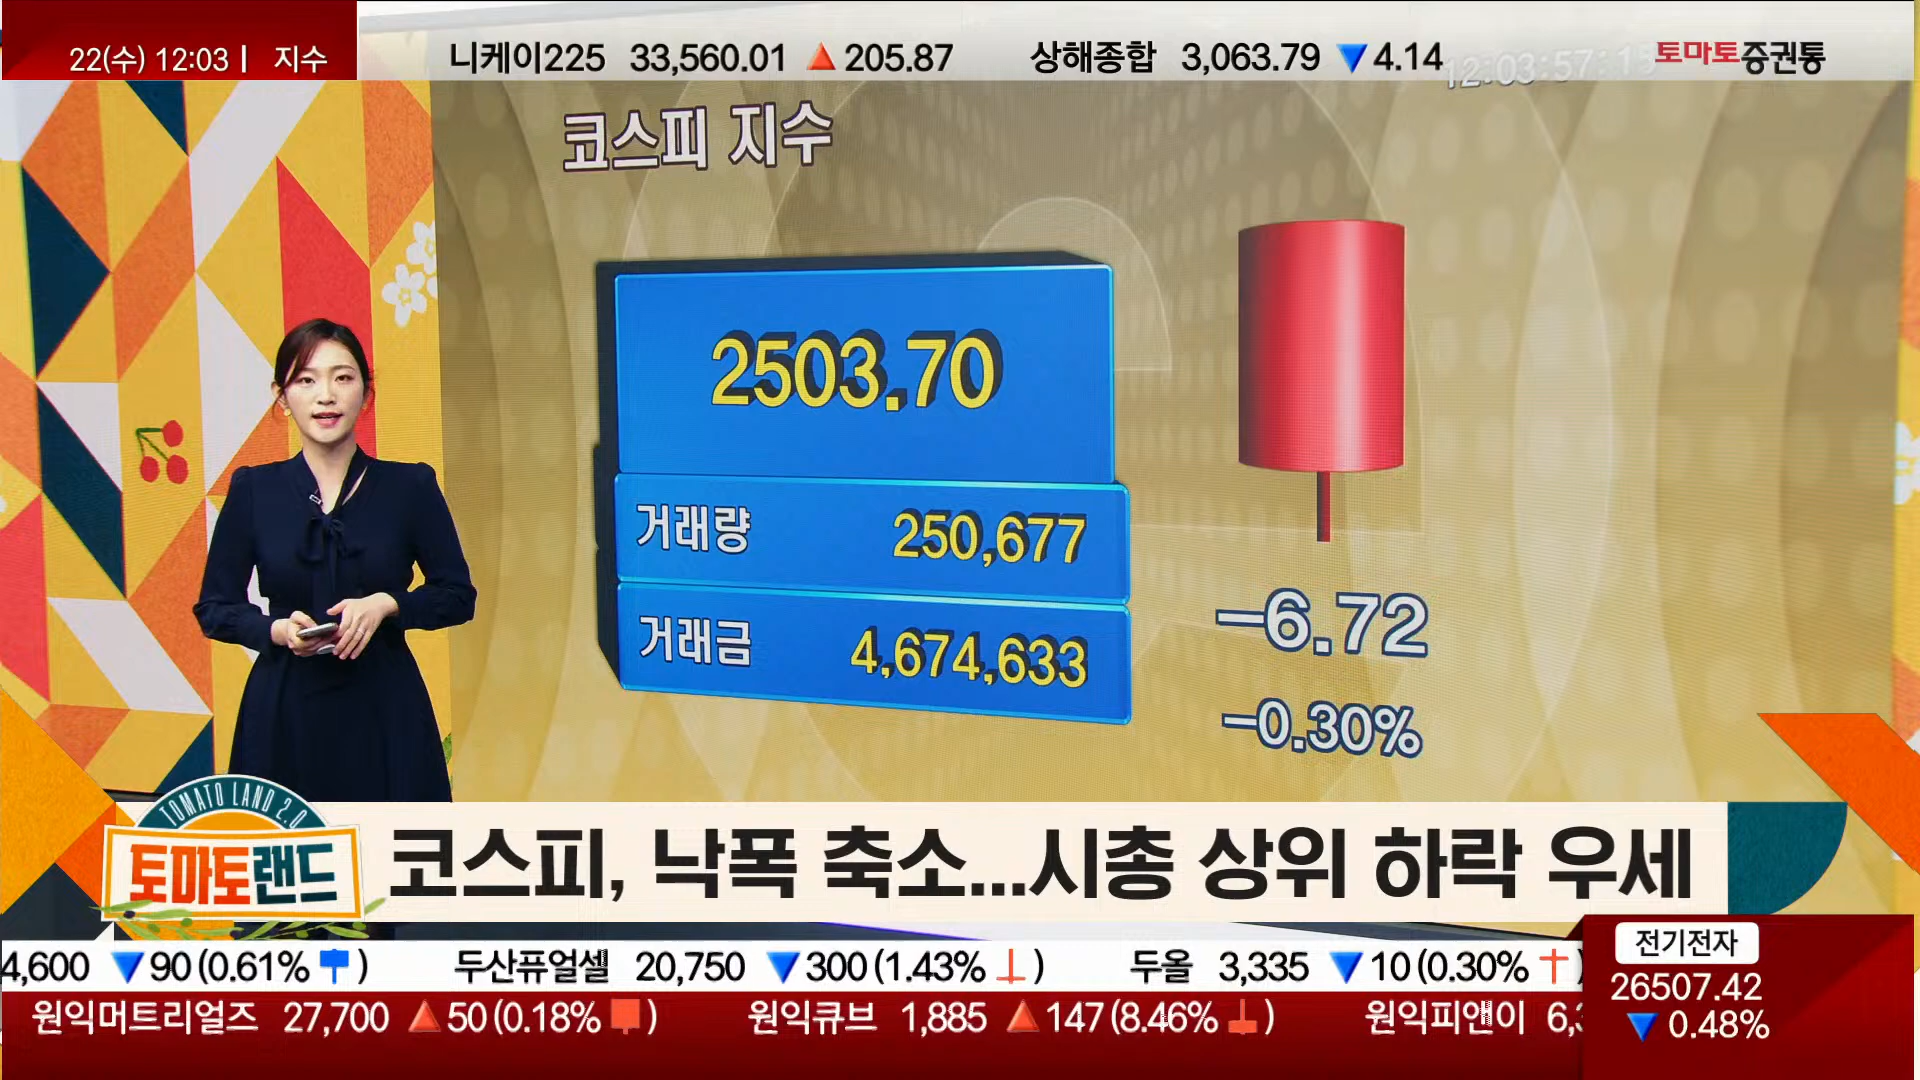 22(수) 12:03 | 지수
니케이225 33,560.01 ▲ 205.87 상해종합 3,063.79 ▼ 4.14
토마토증권통
코스피 지수
2503.70
거래량 250,677
거래금 4,674,633
-6.72
-0.30%
TOMATO LAND 2.0
토마토랜드
코스피, 낙폭 축소...시총 상위 하락 우세
4,600 ▼90(0.61% ) 두산퓨얼셀 20,750 ▼300(1.43% ) 두올 3,335 ▼10(0.30% )
원익머트리얼즈 27,700 ▲50(0.18% ) 원익큐브 1,885 ▲147(8.46% ) 원익피앤이
전기전자
26507.42
▼ 0.48%